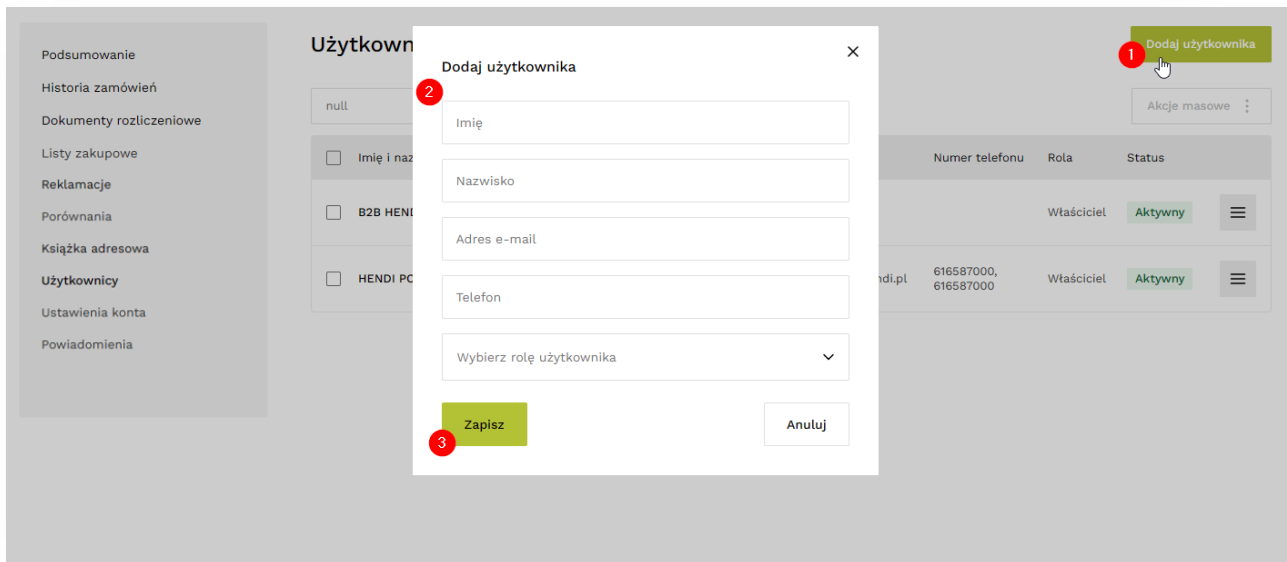 Podsumowanie
Historia zamówień
Dokumenty rozliczeniowe
Listy zakupowe
Reklamacje
Porównania
Książka adresowa
Użytkownicy
Ustawienia konta
Powiadomienia
Użytkown
1
Dodaj użytkownika
null
Akcje masowe
Imię i naz
Numer telefonu
Rola
Status
B2B HENI
Właściciel
Aktywny
HENDI PO
ndi.pl
616587000,
616587000
Właściciel
Aktywny
Dodaj użytkownika
2
Imię
Nazwisko
Adres e-mail
Telefon
Wybierz rolę użytkownika
Zapisz
Anuluj
3